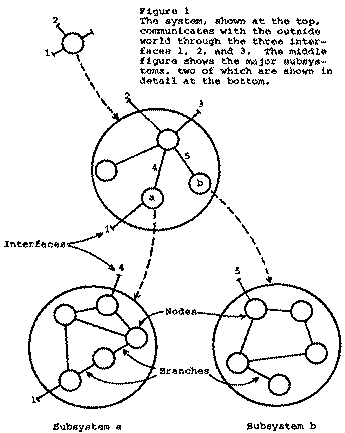 Figure 1
The system, shown at the top,
communicates with the outside
world through the three inter-
faces 1, 2, and 3. The middle
figure shows the major subsys-
tems, two of which are shown in
detail at the bottom.
2
1
2
3
4
5
a
b
1
Interfaces
4
5
Nodes
Branches
1
Subsystem a
Subsystem b